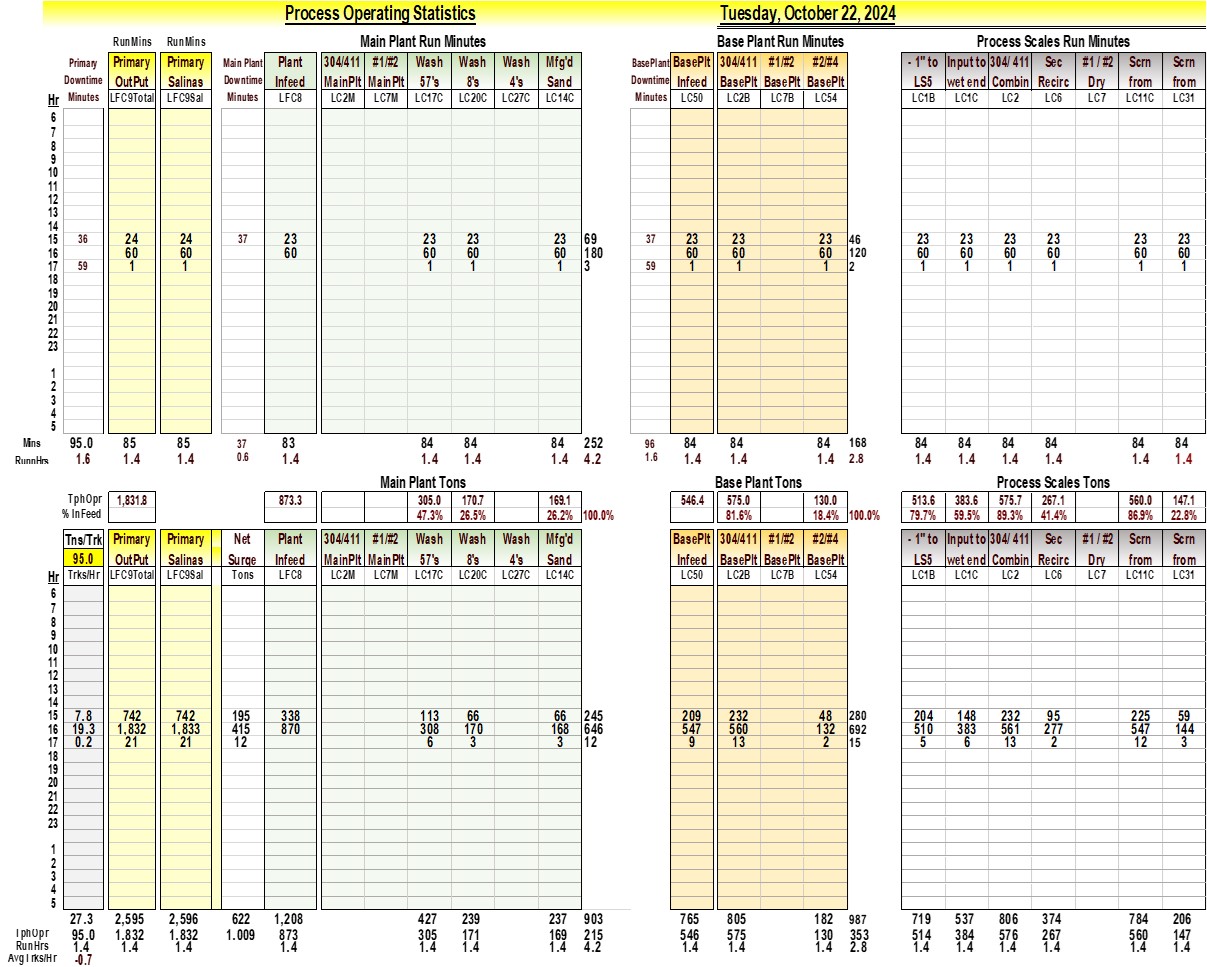 Process Operating Statistics Tuesday, October 22, 2024
RunMins RunMins Main Plant Run Minutes Base Plant Run Minutes Process Scales Run Minutes
Primary Primary Primary Main Plant Plant 304/411 #1/#2 Wash Wash Wash Mfg'd BasePlant BasePlt 304/411 #1/#2 #2/#4 - 1" to Input to 304/ 411 Sec #1 / #2 Scrn Scrn
Downtime OutPut Salinas Downtime Infeed MainPlt MainPlt 57's 8's 4's Sand Downtime Infeed BasePlt BasePlt BasePlt LS5 wet end Combin Recirc Dry from from
Hr Minutes LFC9Total LFC9Sal Minutes LFC8 LC2M LC7M LC17C LC20C LC27C LC14C Minutes LC50 LC2B LC7B LC54 LC1B LC1C LC2 LC6 LC7 LC11C LC31
6
7
8
9
10
11
12
13
14
15 36 24 24 37 23 23 23 23 69 37 23 23 23 46 23 23 23 23 23 23
16 60 60 60 60 60 60 180 60 60 60 120 60 60 60 60 60 60
17 59 1 1 1 1 1 3 59 1 1 1 2 1 1 1 1 1 1
18
19
20
21
22
23
1
2
3
4
5
Mins 95.0 85 85 37 83 84 84 84 252 96 84 84 84 168 84 84 84 84 84 84
RunnHrs 1.6 1.4 1.4 0.6 1.4 1.4 1.4 1.4 4.2 1.6 1.4 1.4 1.4 2.8 1.4 1.4 1.4 1.4 1.4 1.4
Main Plant Tons Base Plant Tons Process Scales Tons
TphOpr 1,831.8 873.3 305.0 170.7 169.1 546.4 575.0 130.0 513.6 383.6 575.7 267.1 560.0 147.1
% InFeed 47.3% 26.5% 26.2% 100.0% 81.6% 18.4% 100.0% 79.7% 59.5% 89.3% 41.4% 86.9% 22.8%
Tns/Trk Primary Primary Net Plant 304/411 #1/#2 Wash Wash Wash Mfg'd BasePlt 304/411 #1/#2 #2/#4 - 1" to Input to 304/ 411 Sec #1 / #2 Scrn Scrn
95.0 OutPut Salinas Surge Infeed MainPlt MainPlt 57's 8's 4's Sand Infeed BasePlt BasePlt BasePlt LS5 wet end Combin Recirc Dry from from
Hr Trks/Hr LFC9Total LFC9Sal Tons LFC8 LC2M LC7M LC17C LC20C LC27C LC14C LC50 LC2B LC7B LC54 LC1B LC1C LC2 LC6 LC7 LC11C LC31
6
7
8
9
10
11
12
13
14
15 7.8 742 742 195 338 113 66 66 245 209 232 48 280 204 148 232 95 225 59
16 19.3 1,832 1,833 415 870 308 170 168 646 547 560 132 692 510 383 561 277 547 144
17 0.2 21 21 12 6 3 3 12 9 13 2 15 5 6 13 2 12 3
18
19
20
21
22
23
1
2
3
4
5
27.3 2,595 2,596 622 1,208 427 239 237 903 765 805 182 987 719 537 806 374 784 206
TphOpr 95.0 1,832 1,832 1.009 873 305 171 169 215 546 575 130 353 514 384 576 267 560 147
RunHrs 1.4 1.4 1.4 1.4 1.4 1.4 1.4 4.2 1.4 1.4 1.4 2.8 1.4 1.4 1.4 1.4 1.4 1.4
AvgTrks/Hr -0.7